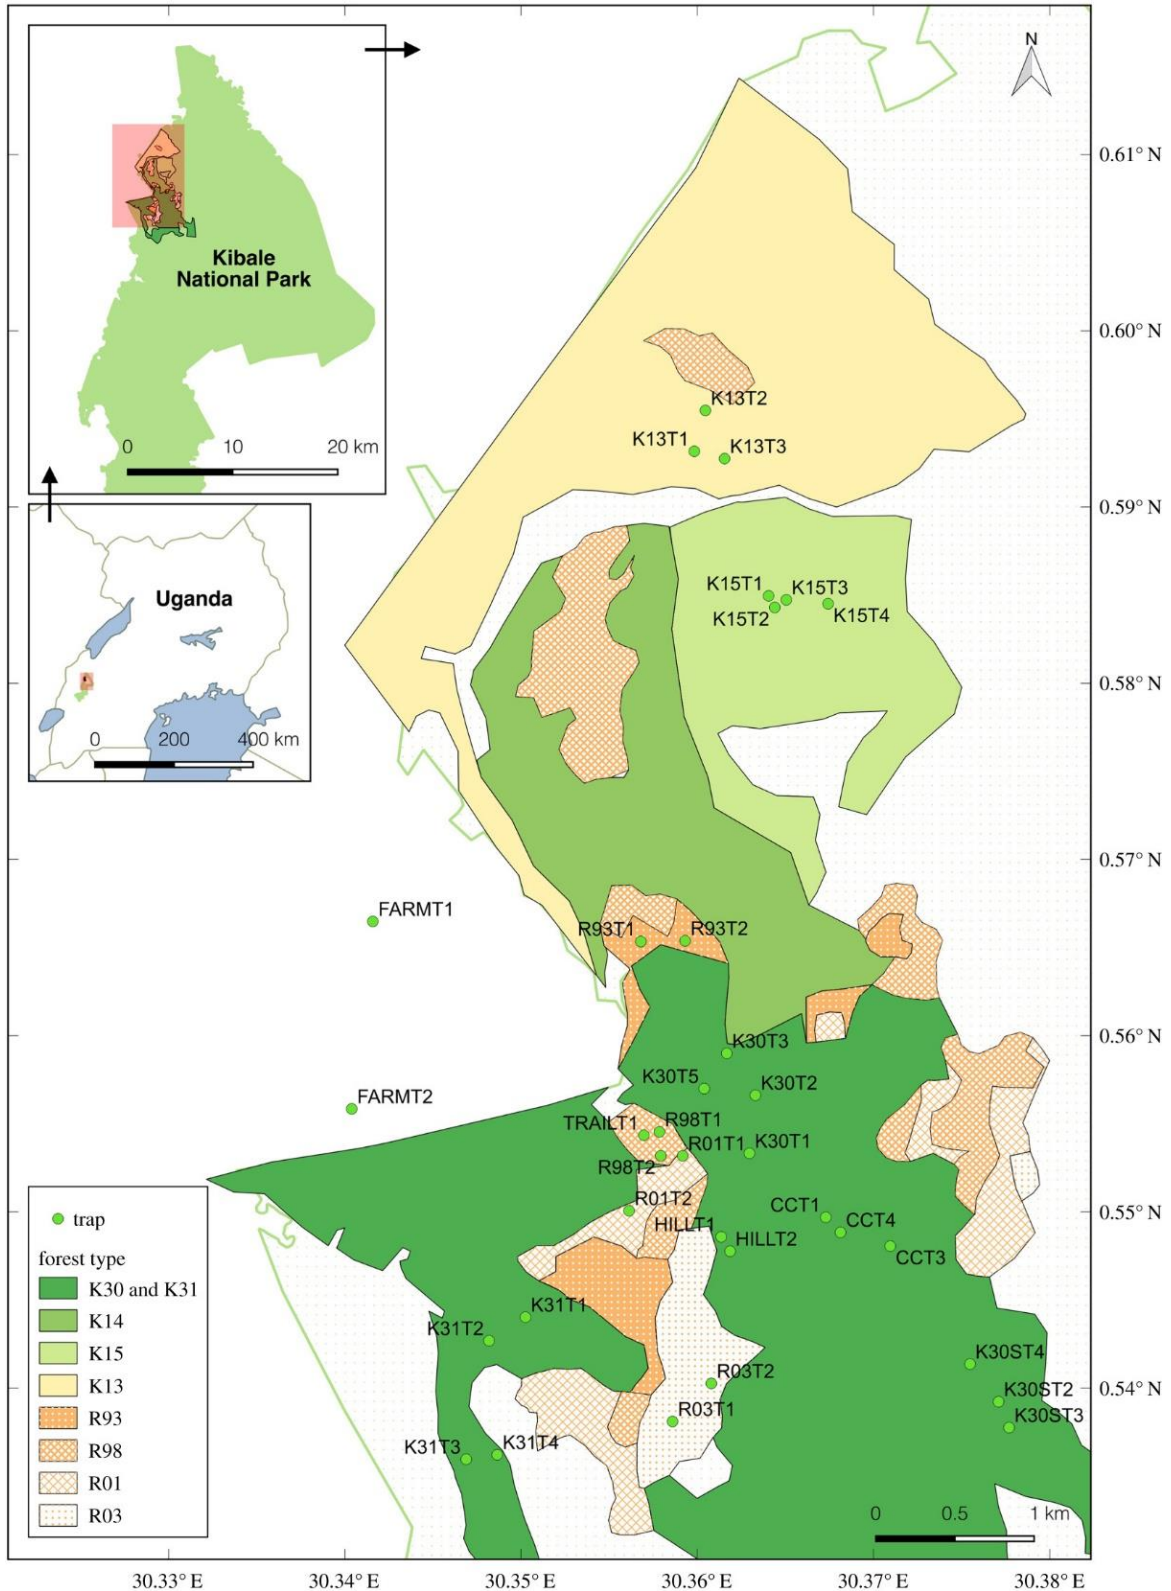 N
Kibale
National Park
0 10 20 km
Uganda
0 200 400 km
0.61° N
0.60° N
0.59° N
0.58° N
0.57° N
0.56° N
0.55° N
0.54° N
K13T2
K13T1
K13T3
K15T1
K15T3
K15T2
K15T4
FARMT1
R93T1
R93T2
K30T3
K30T5
K30T2
FARMT2
TRAILT1
R98T1
R01T1
K30T1
R98T2
R01T2
CCT1
CCT4
HILLT1
HILLT2
CCT3
K31T1
K31T2
K30ST4
R03T2
K30ST2
R03T1
K30ST3
K31T3
K31T4
trap
forest type
K30 and K31
K14
K15
K13
R93
R98
R01
R03
0 0.5 1 km
30.33° E 30.34° E 30.35° E 30.36° E 30.37° E 30.38° E